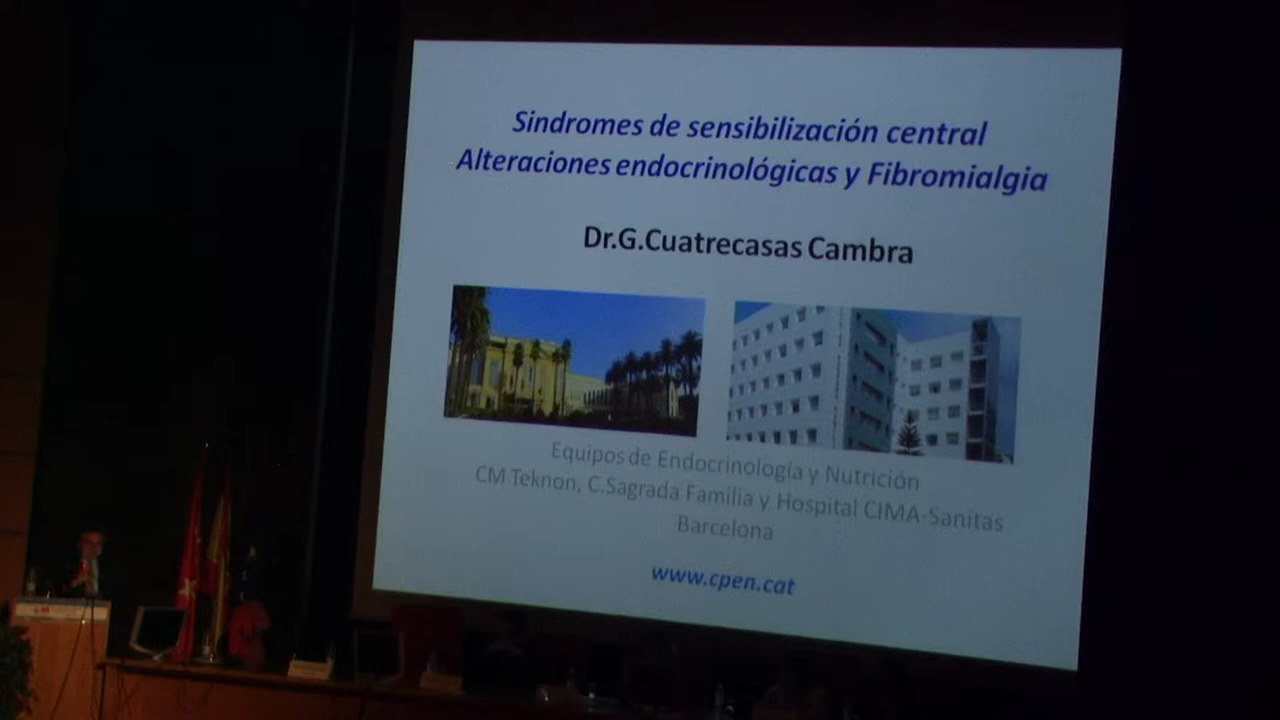 Sindromes de sensibilización central
Alteraciones endocrinológicas y Fibromialgia
Dr.G.Cuatrecasas Cambra
Equipos de Endocrinología y Nutrición
CM Teknon, C.Sagrada Familia y Hospital CIMA-Sanitas
Barcelona
www.cpen.cat